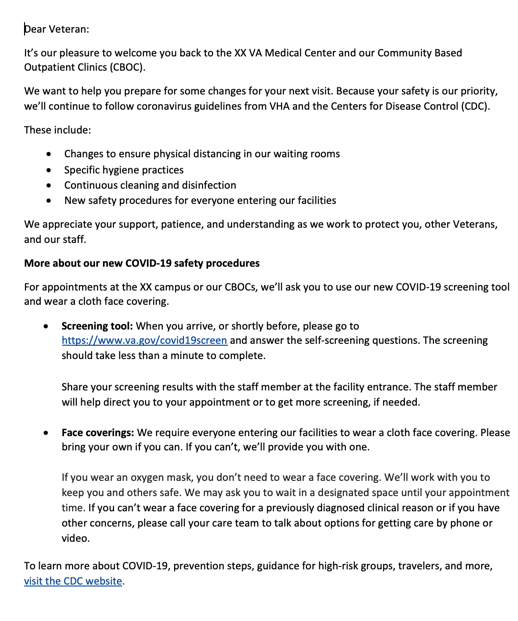 Dear Veteran:
It's our pleasure to welcome you back to the XX VA Medical Center and our Community Based
Outpatient Clinics (CBOC).
We want to help you prepare for some changes for your next visit. Because your safety is our priority,
we'll continue to follow coronavirus guidelines from VHA and the Centers for Disease Control (CDC).
These include:
• Changes to ensure physical distancing in our waiting rooms
• Specific hygiene practices
• Continuous cleaning and disinfection
• New safety procedures for everyone entering our facilities
We appreciate your support, patience, and understanding as we work to protect you, other Veterans,
and our staff.
More about our new COVID-19 safety procedures
For appointments at the XX campus or our CBOCs, we'll ask you to use our new COVID-19 screening tool
and wear a cloth face covering.
• Screening tool: When you arrive, or shortly before, please go to
https://www.va.gov/covid19screen and answer the self-screening questions. The screening
should take less than a minute to complete.
Share your screening results with the staff member at the facility entrance. The staff member
will help direct you to your appointment or to get more screening, if needed.
• Face coverings: We require everyone entering our facilities to wear a cloth face covering. Please
bring your own if you can. If you can't, we'll provide you with one.
If you wear an oxygen mask, you don't need to wear a face covering. We'll work with you to
keep you and others safe. We may ask you to wait in a designated space until your appointment
time. If you can't wear a face covering for a previously diagnosed clinical reason or if you have
other concerns, please call your care team to talk about options for getting care by phone or
video.
To learn more about COVID-19, prevention steps, guidance for high-risk groups, travelers, and more,
visit the CDC website.